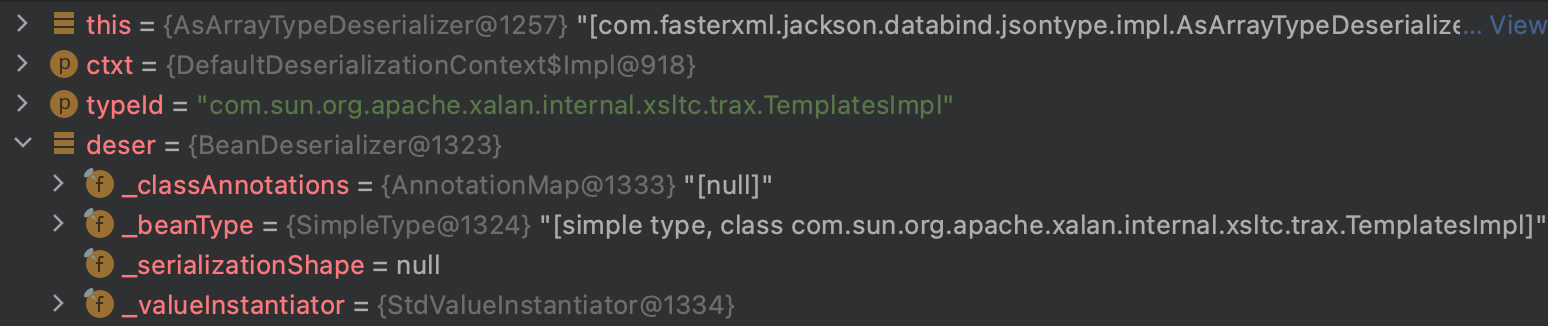 this = {AsArrayTypeDeserializer@1257} "[com.fasterxml.jackson.databind.jsontype.impl.AsArrayTypeDeserialize... View
p ctxt = {DefaultDeserializationContext$Impl@918}
p typeId = "com.sun.org.apache.xalan.internal.xsltc.trax.TemplatesImpl"
deser = {BeanDeserializer@1323}
f _classAnnotations = {AnnotationMap@1333} "[null]"
f _beanType = {SimpleType@1324} "[simple type, class com.sun.org.apache.xalan.internal.xsltc.trax.TemplatesImpl]"
f _serializationShape = null
f _valueInstantiator = {StdValueInstantiator@1334}